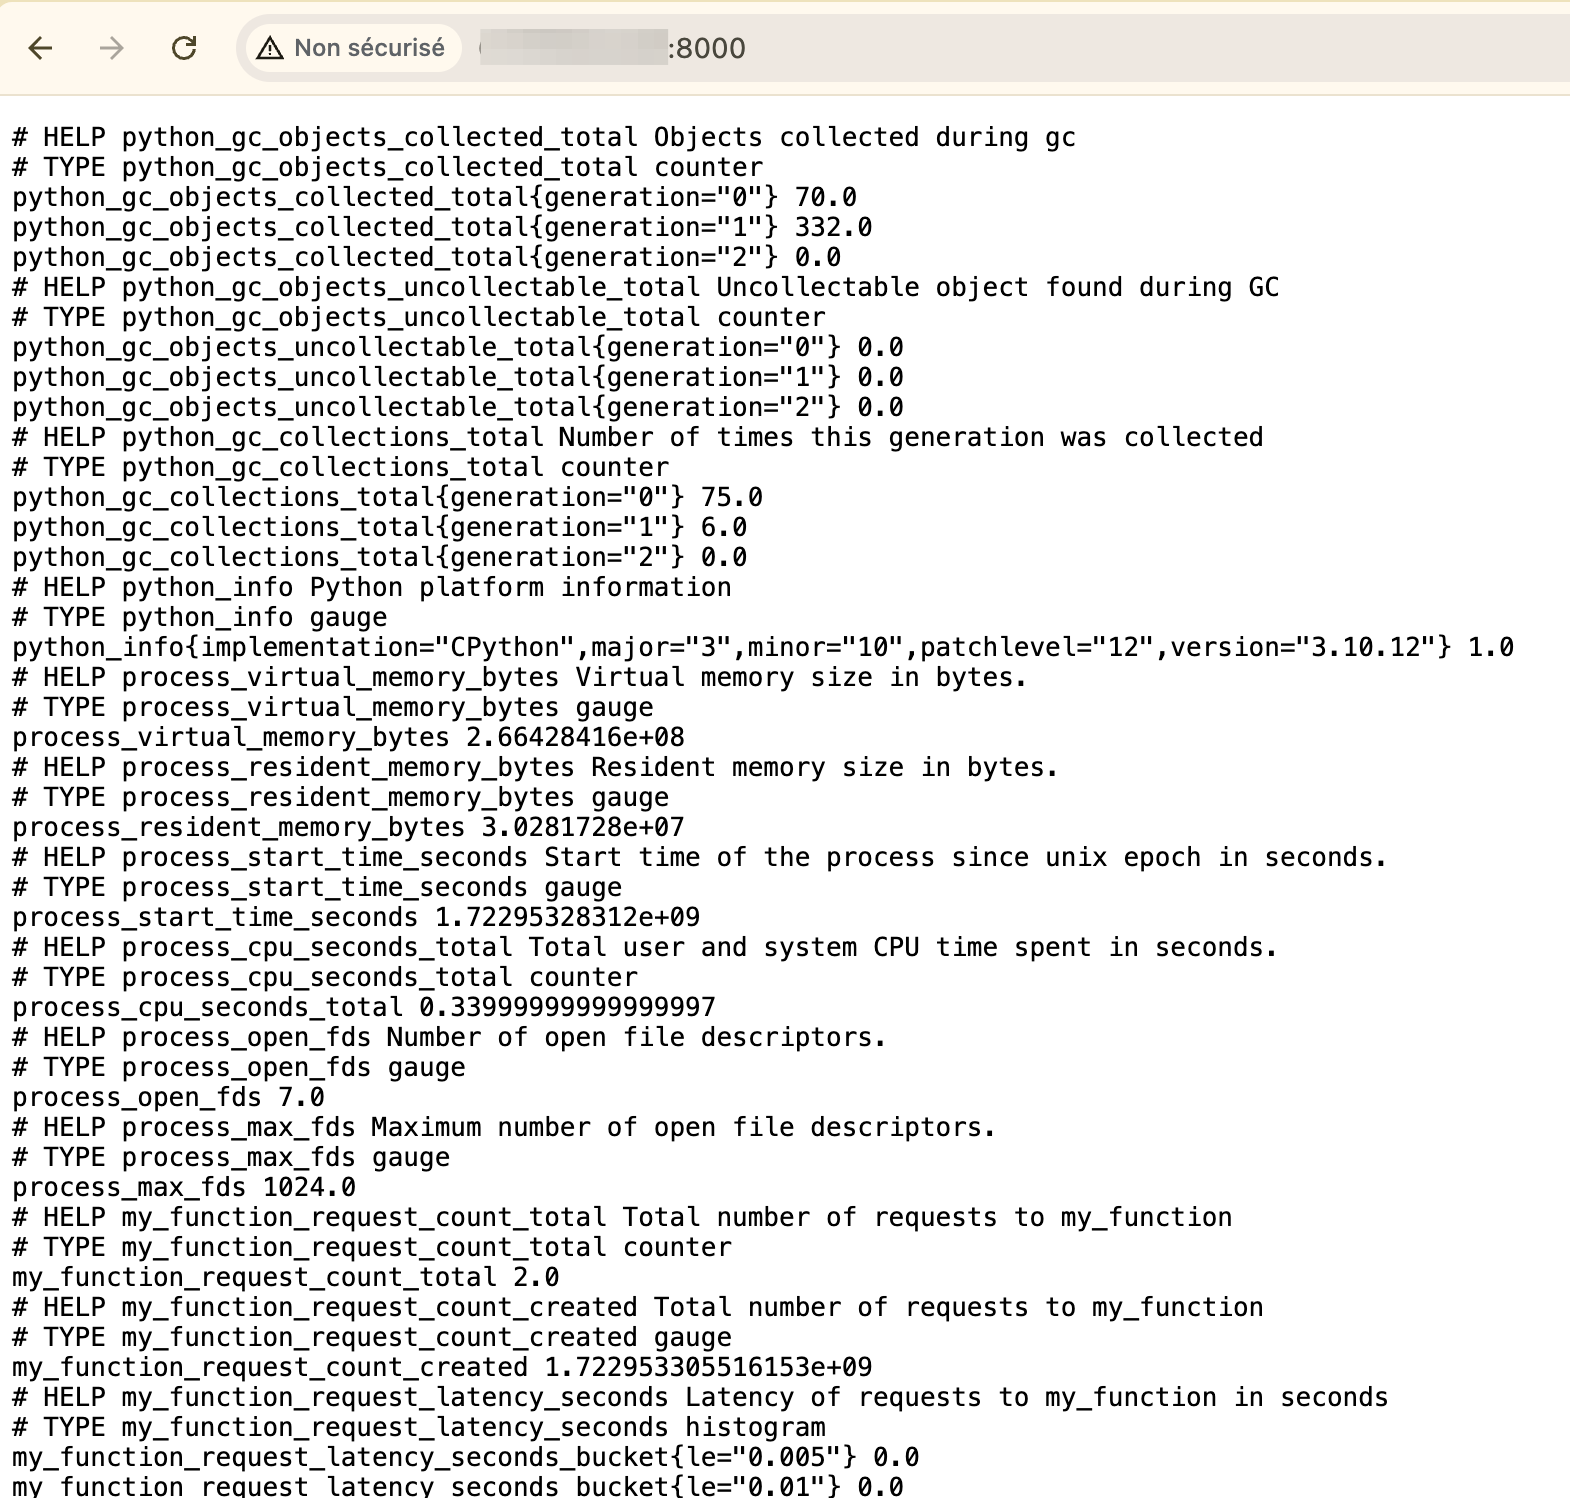 Non sécurisé :8000
# HELP python_gc_objects_collected_total Objects collected during gc
# TYPE python_gc_objects_collected_total counter
python_gc_objects_collected_total{generation="0"} 70.0
python_gc_objects_collected_total{generation="1"} 332.0
python_gc_objects_collected_total{generation="2"} 0.0
# HELP python_gc_objects_uncollectable_total Uncollectable object found during GC
# TYPE python_gc_objects_uncollectable_total counter
python_gc_objects_uncollectable_total{generation="0"} 0.0
python_gc_objects_uncollectable_total{generation="1"} 0.0
python_gc_objects_uncollectable_total{generation="2"} 0.0
# HELP python_gc_collections_total Number of times this generation was collected
# TYPE python_gc_collections_total counter
python_gc_collections_total{generation="0"} 75.0
python_gc_collections_total{generation="1"} 6.0
python_gc_collections_total{generation="2"} 0.0
# HELP python_info Python platform information
# TYPE python_info gauge
python_info{implementation="CPython",major="3",minor="10",patchlevel="12",version="3.10.12"} 1.0
# HELP process_virtual_memory_bytes Virtual memory size in bytes.
# TYPE process_virtual_memory_bytes gauge
process_virtual_memory_bytes 2.66428416e+08
# HELP process_resident_memory_bytes Resident memory size in bytes.
# TYPE process_resident_memory_bytes gauge
process_resident_memory_bytes 3.0281728e+07
# HELP process_start_time_seconds Start time of the process since unix epoch in seconds.
# TYPE process_start_time_seconds gauge
process_start_time_seconds 1.72295328312e+09
# HELP process_cpu_seconds_total Total user and system CPU time spent in seconds.
# TYPE process_cpu_seconds_total counter
process_cpu_seconds_total 0.33999999999999997
# HELP process_open_fds Number of open file descriptors.
# TYPE process_open_fds gauge
process_open_fds 7.0
# HELP process_max_fds Maximum number of open file descriptors.
# TYPE process_max_fds gauge
process_max_fds 1024.0
# HELP my_function_request_count_total Total number of requests to my_function
# TYPE my_function_request_count_total counter
my_function_request_count_total 2.0
# HELP my_function_request_count_created Total number of requests to my_function
# TYPE my_function_request_count_created gauge
my_function_request_count_created 1.722953305516153e+09
# HELP my_function_request_latency_seconds Latency of requests to my_function in seconds
# TYPE my_function_request_latency_seconds histogram
my_function_request_latency_seconds_bucket{le="0.005"} 0.0
my_function_request_latency_seconds_bucket{le="0.01"} 0.0